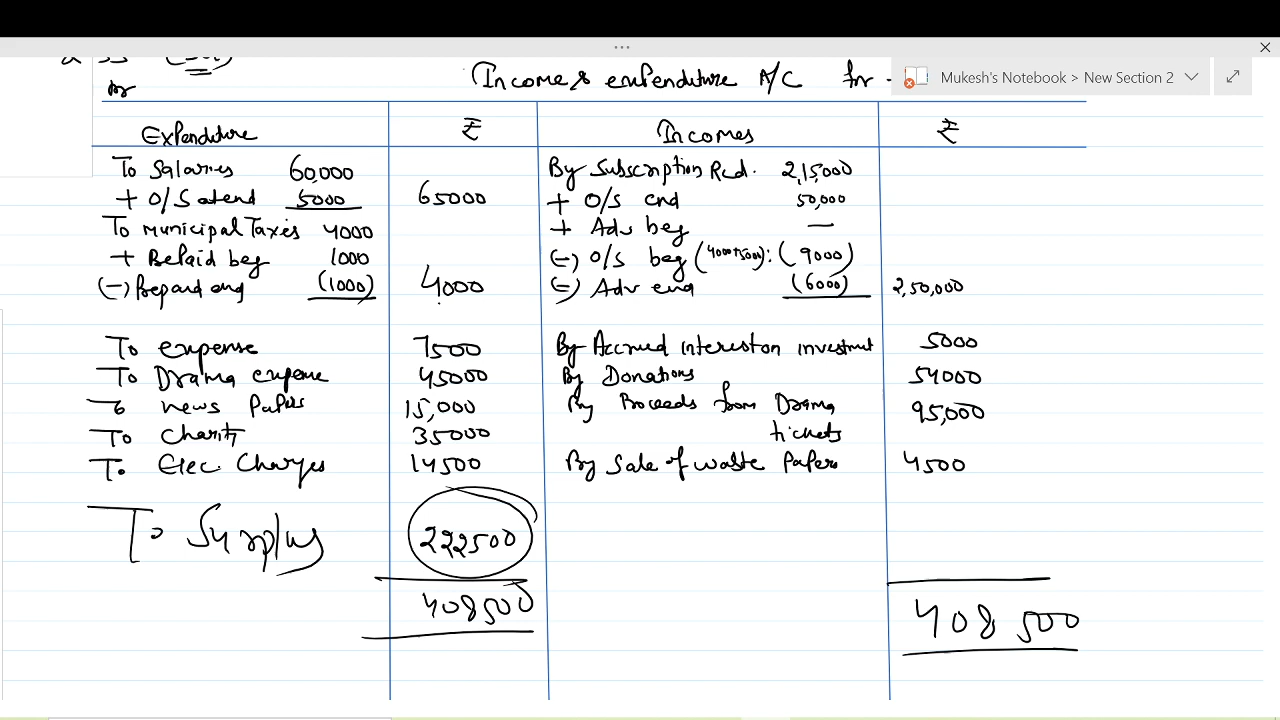 Income & expenditure A/C for -
Mukesh's Notebook > New Section 2
or
Expenditure ₹ Incomes ₹
To Salaries 60,000 By Subscription Rcd. 2,15,000
+ O/S at end 5000 65000 + O/S end 50,000
To Municipal Taxes 4000 + Adv beg —
+ Prepaid beg 1000 (-) O/S beg (4000+5000): (9000)
(-) Prepaid end (1000) 4000 (-) Adv end (6000) 2,50,000
To expense 7500 By Accrued interest on investment 5000
To Drama expense 45000 By Donations 54000
To News Papers 15,000 By Proceeds from Drama 95,000
To Charity 35000 tickets
To Elec. Charges 14500 By Sale of waste Papers 4500
To Surplus 222500
408500 408 500